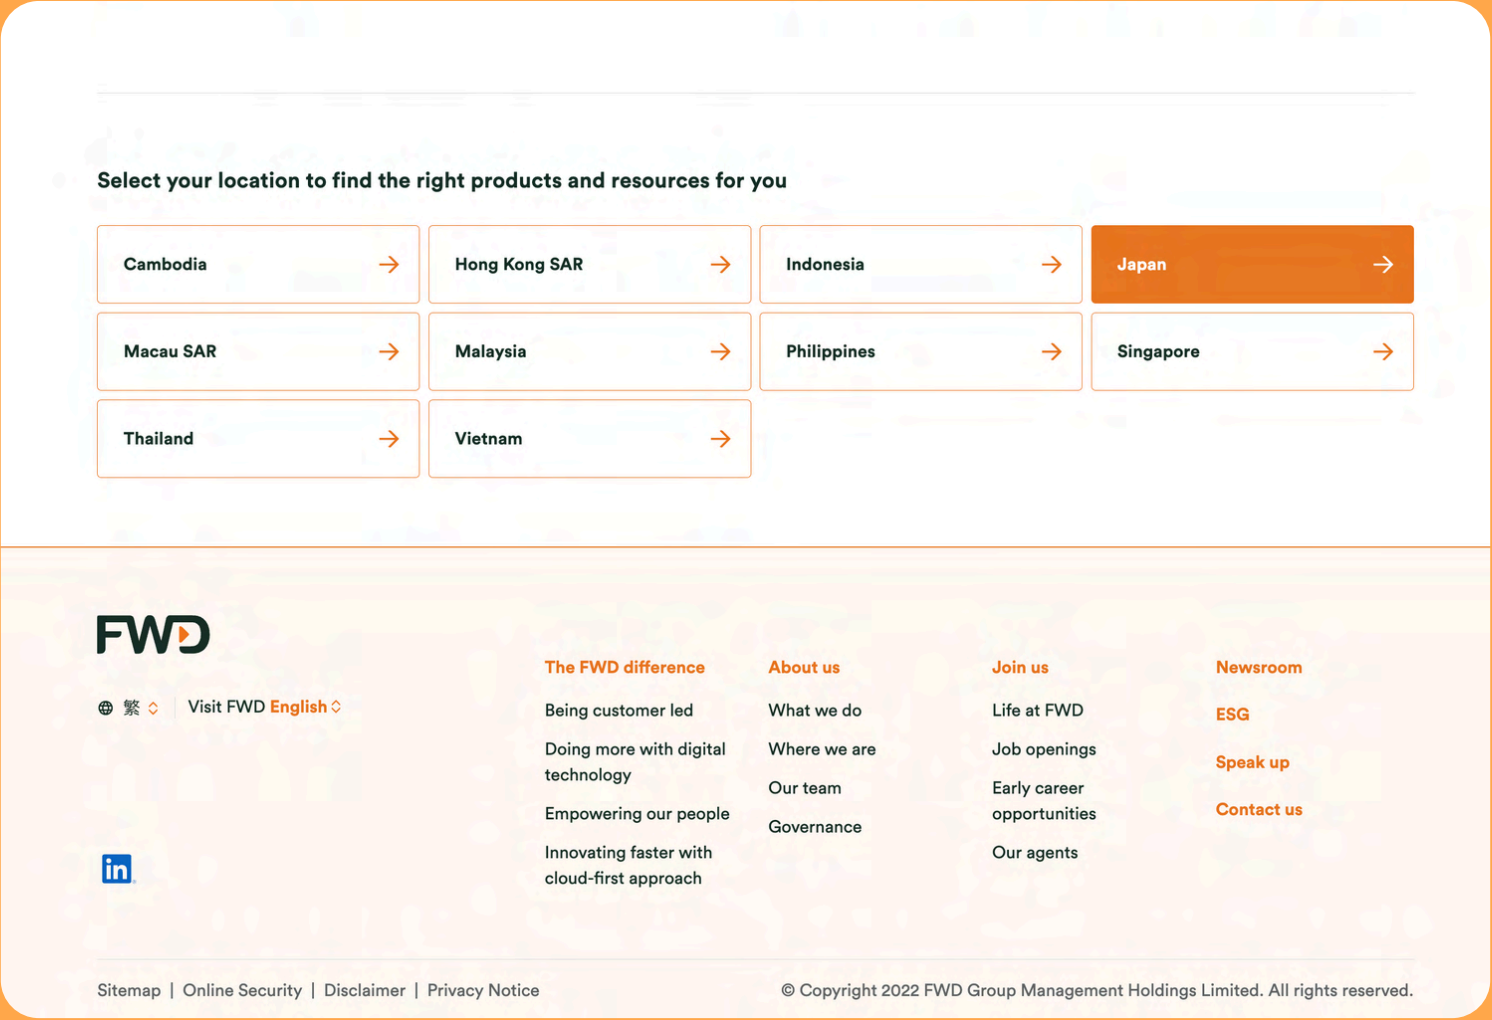 Select your location to find the right products and resources for you
Cambodia
Hong Kong SAR
Indonesia
Japan
Macau SAR
Malaysia
Philippines
Singapore
Thailand
Vietnam
FWD
繁
Visit FWD English
The FWD difference
Being customer led
Doing more with digital
technology
Empowering our people
Innovating faster with
cloud-first approach
About us
What we do
Where we are
Our team
Governance
Join us
Life at FWD
Job openings
Early career
opportunities
Our agents
Newsroom
ESG
Speak up
Contact us
in
Sitemap | Online Security | Disclaimer | Privacy Notice
© Copyright 2022 FWD Group Management Holdings Limited. All rights reserved.